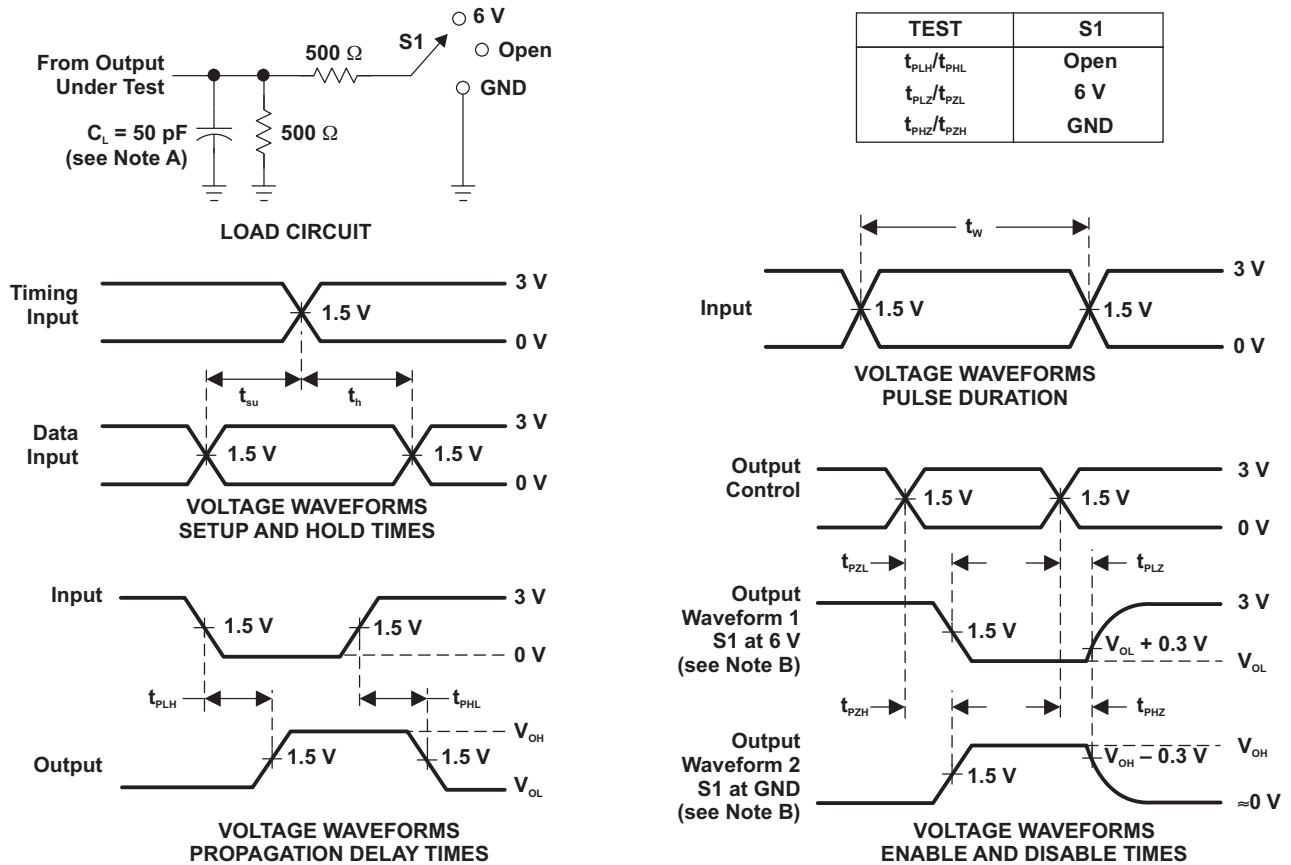 6 V
S1
Open
500 Ω
From Output
Under Test
GND
C_L = 50 pF
(see Note A)
500 Ω
LOAD CIRCUIT
TEST S1
t_PLH/t_PHL Open
t_PLZ/t_PZL 6 V
t_PHZ/t_PZH GND
Timing
Input
3 V
1.5 V
0 V
t_su
t_h
Data
Input
3 V
1.5 V
1.5 V
0 V
VOLTAGE WAVEFORMS
SETUP AND HOLD TIMES
t_w
Input
3 V
1.5 V
1.5 V
0 V
VOLTAGE WAVEFORMS
PULSE DURATION
Input
3 V
1.5 V
1.5 V
0 V
t_PLH
t_PHL
Output
V_OH
1.5 V
1.5 V
V_OL
VOLTAGE WAVEFORMS
PROPAGATION DELAY TIMES
Output
Control
3 V
1.5 V
1.5 V
0 V
t_PZL
t_PLZ
Output
Waveform 1
S1 at 6 V
(see Note B)
3 V
1.5 V
V_OL + 0.3 V
V_OL
t_PZH
t_PHZ
Output
Waveform 2
S1 at GND
(see Note B)
V_OH
1.5 V
V_OH – 0.3 V
≈0 V
VOLTAGE WAVEFORMS
ENABLE AND DISABLE TIMES